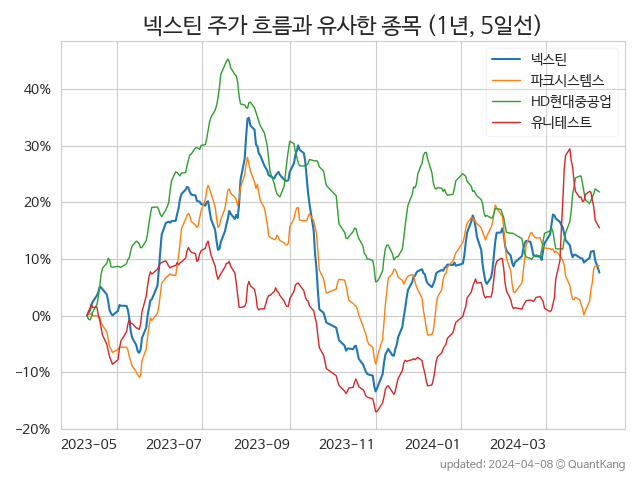 넥스틴 주가 흐름과 유사한 종목 (1년, 5일선)
넥스틴
파크시스템스
HD현대중공업
유니테스트
40%
30%
20%
10%
0%
−10%
−20%
2023-05 2023-07 2023-09 2023-11 2024-01 2024-03
updated: 2024-04-08 © QuantKang